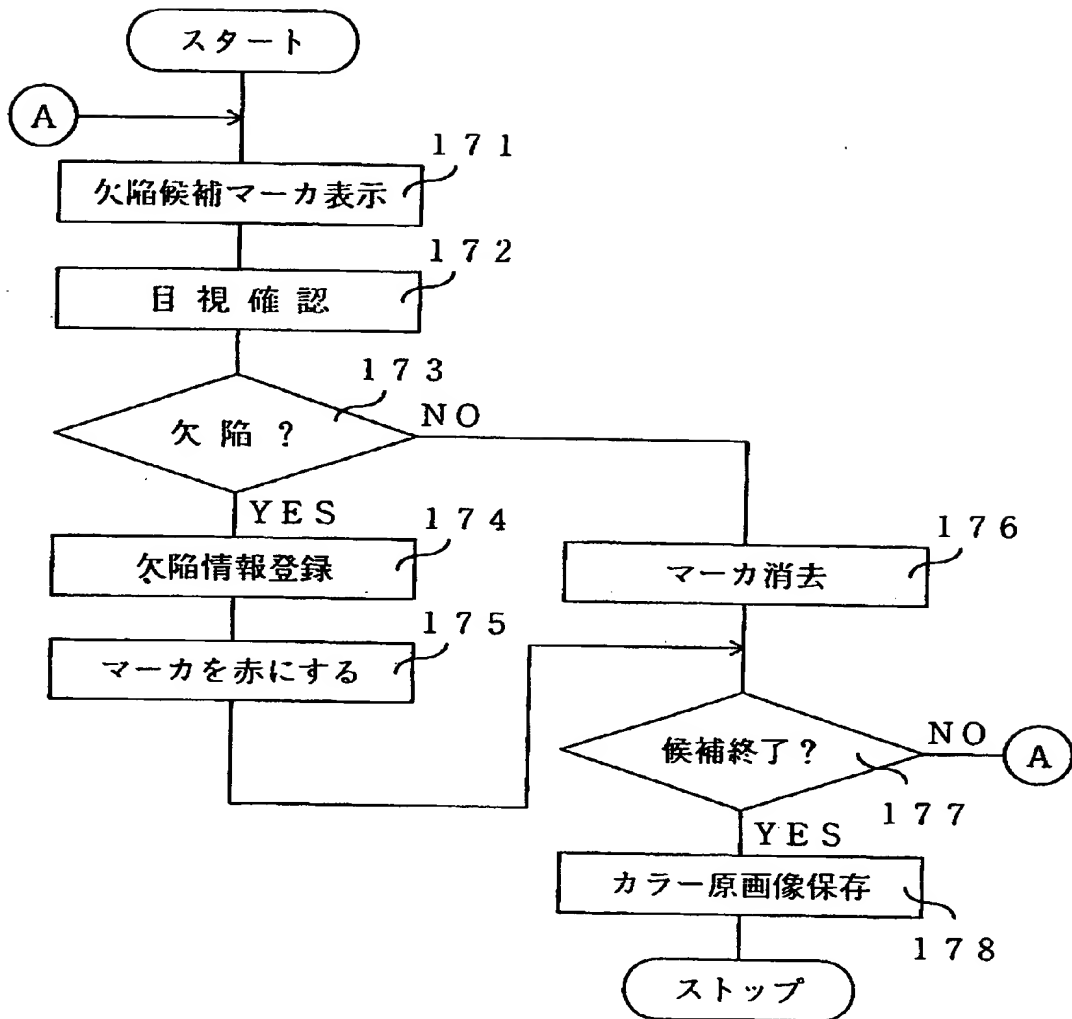 スタート
A
171
欠陥候補マーカ表示
172
目視確認
173
欠陥?
NO
YES
174
欠陥情報登録
175
マーカを赤にする
176
マーカ消去
候補終了?
NO
A
177
YES
カラー原画像保存
178
ストップ